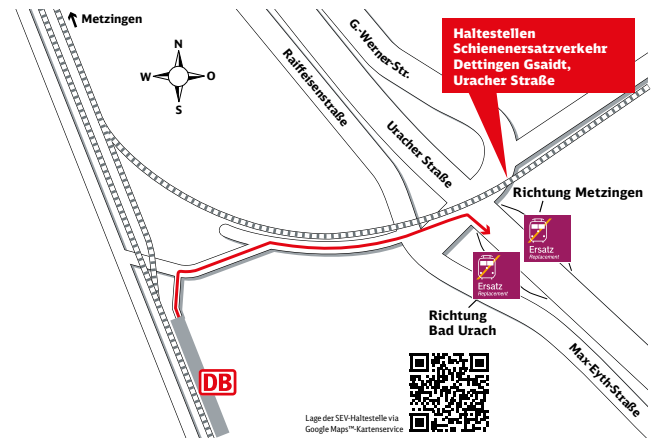 Metzingen
N
W
O
S
G.-Werner-Str.
Raiffeisenstraße
Uracher Straße
Haltestellen
Schienenersatzverkehr
Dettingen Gsaidt,
Uracher Straße
Richtung Metzingen
Ersatz
Replacement
Ersatz
Replacement
Richtung
Bad Urach
Max-Eyth-Straße
DB
Lage der SEV-Haltestelle via
Google Maps™-Kartenservice